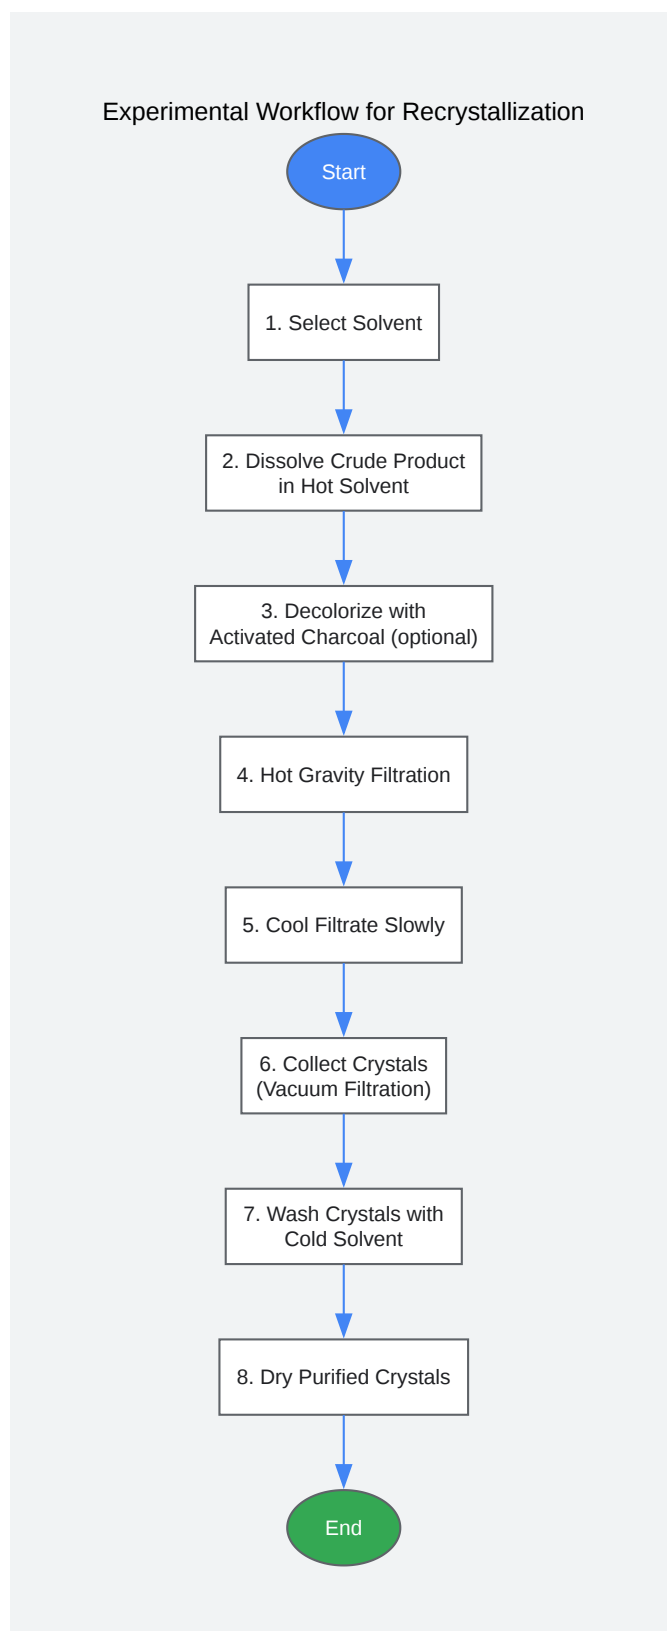 Experimental Workflow for Recrystallization
Start
1. Select Solvent
2. Dissolve Crude Product
in Hot Solvent
3. Decolorize with
Activated Charcoal (optional)
4. Hot Gravity Filtration
5. Cool Filtrate Slowly
6. Collect Crystals
(Vacuum Filtration)
7. Wash Crystals with
Cold Solvent
8. Dry Purified Crystals
End